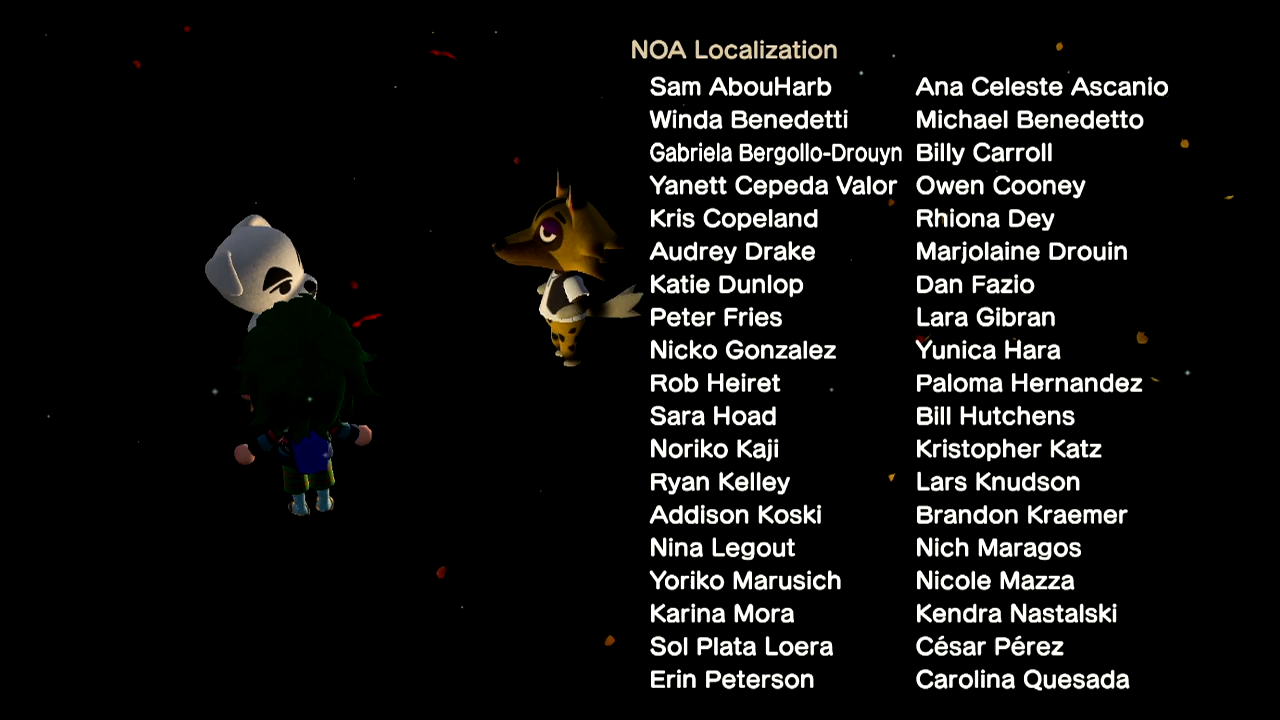 NOA Localization
Sam AbouHarb Ana Celeste Ascanio
Winda Benedetti Michael Benedetto
Gabriela Bergollo-Drouyn Billy Carroll
Yanett Cepeda Valor Owen Cooney
Kris Copeland Rhiona Dey
Audrey Drake Marjolaine Drouin
Katie Dunlop Dan Fazio
Peter Fries Lara Gibran
Nicko Gonzalez Yunica Hara
Rob Heiret Paloma Hernandez
Sara Hoad Bill Hutchens
Noriko Kaji Kristopher Katz
Ryan Kelley Lars Knudson
Addison Koski Brandon Kraemer
Nina Legout Nich Maragos
Yoriko Marusich Nicole Mazza
Karina Mora Kendra Nastalski
Sol Plata Loera César Pérez
Erin Peterson Carolina Quesada